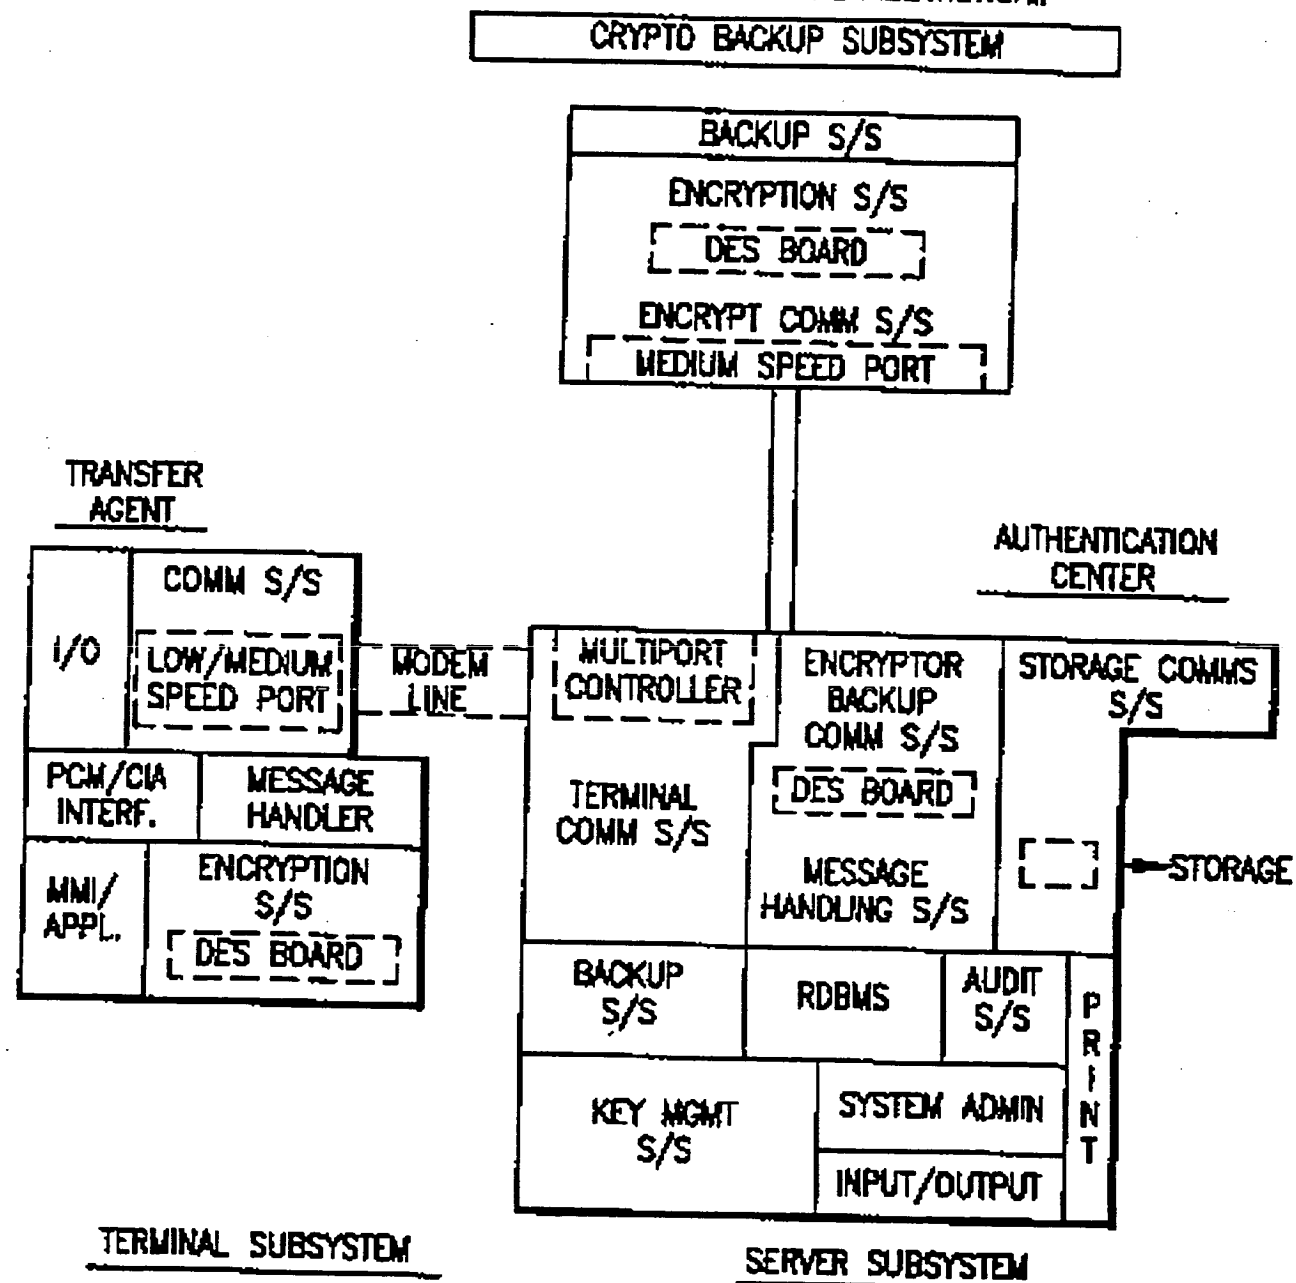 CRYPTO BACKUP SUBSYSTEM
BACKUP S/S
ENCRYPTION S/S
DES BOARD
ENCRYPT COMM S/S
MEDIUM SPEED PORT
TRANSFER
AGENT
I/O
COMM S/S
LOW/MEDIUM
SPEED PORT
PCM/CIA
INTERF.
MESSAGE
HANDLER
MMI/
APPL.
ENCRYPTION
S/S
DES BOARD
MODEM
LINE
AUTHENTICATION
CENTER
MULTIPORT
CONTROLLER
TERMINAL
COMM S/S
ENCRYPTOR
BACKUP
COMM S/S
DES BOARD
MESSAGE
HANDLING S/S
STORAGE COMMS
S/S
STORAGE
BACKUP
S/S
RDBMS
AUDIT
S/S
PRINT
KEY MGMT
S/S
SYSTEM ADMIN
INPUT/OUTPUT
TERMINAL SUBSYSTEM
SERVER SUBSYSTEM